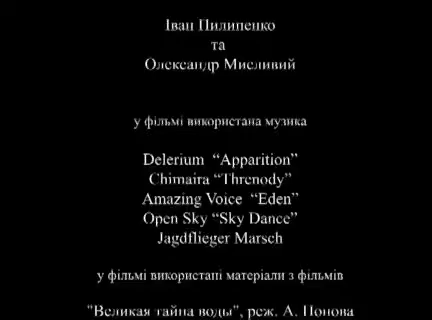 Іван Пилипенко
та
Олександр Мисливий
у фільмі використана музика
Delerium “Apparition”
Chimaira “Threnody”
Amazing Voice “Eden”
Open Sky “Sky Dance”
Jagdflieger Marsch
у фільмі використані матеріали з фільмів
"Великая тайна воды", реж. А. Попова